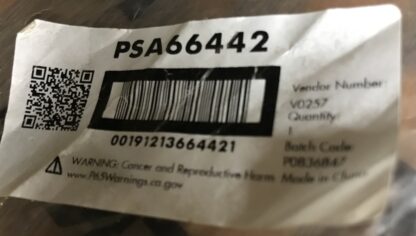 PSA66442
00191213664421
Vendor Number:
V0257
Quantity:
1
Batch Code:
P0836847
Made in China
WARNING: Cancer and Reproductive Harm
www.P65Warnings.ca.gov